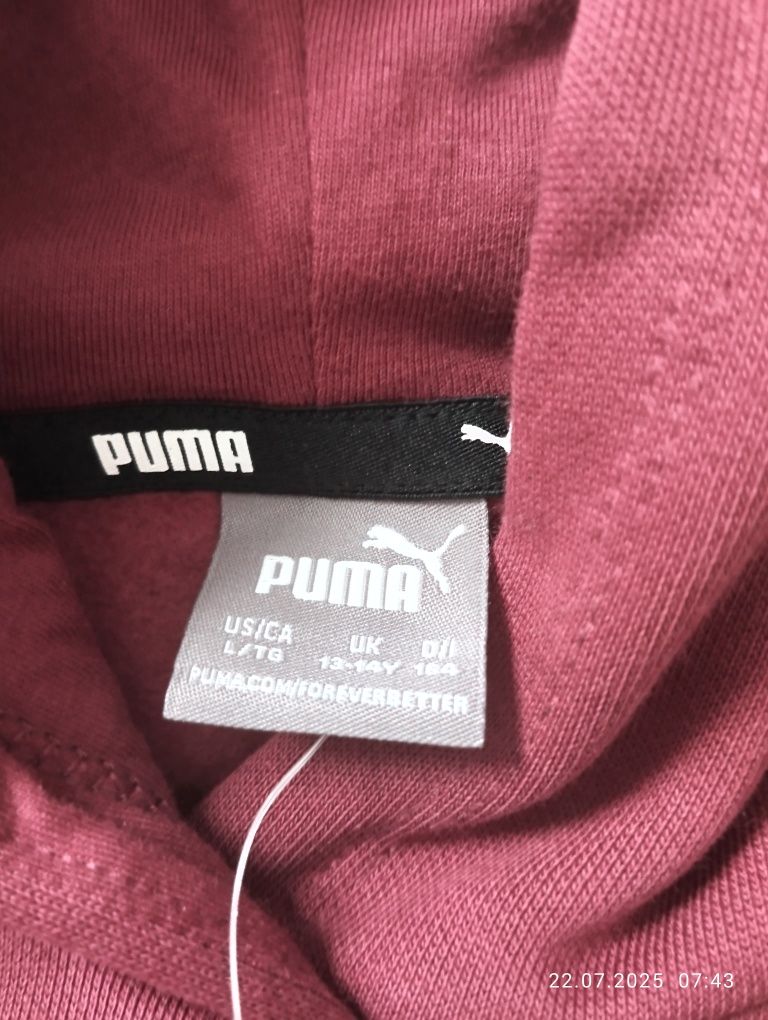 PUMA
PUMA
US/CA UK D/I
L/TG 13-14Y 164
PUMA.COM/FOREVERBETTER
22.07.2025 07:43